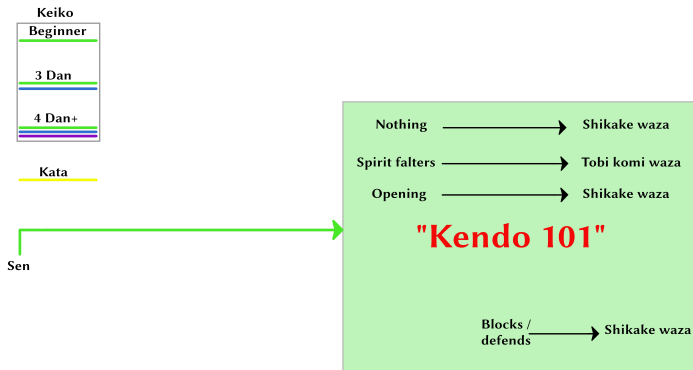 Keiko
Beginner
3 Dan
4 Dan+
Kata
Sen
Nothing Shikake waza
Spirit falters Tobi komi waza
Opening Shikake waza
"Kendo 101"
Blocks /
defends Shikake waza